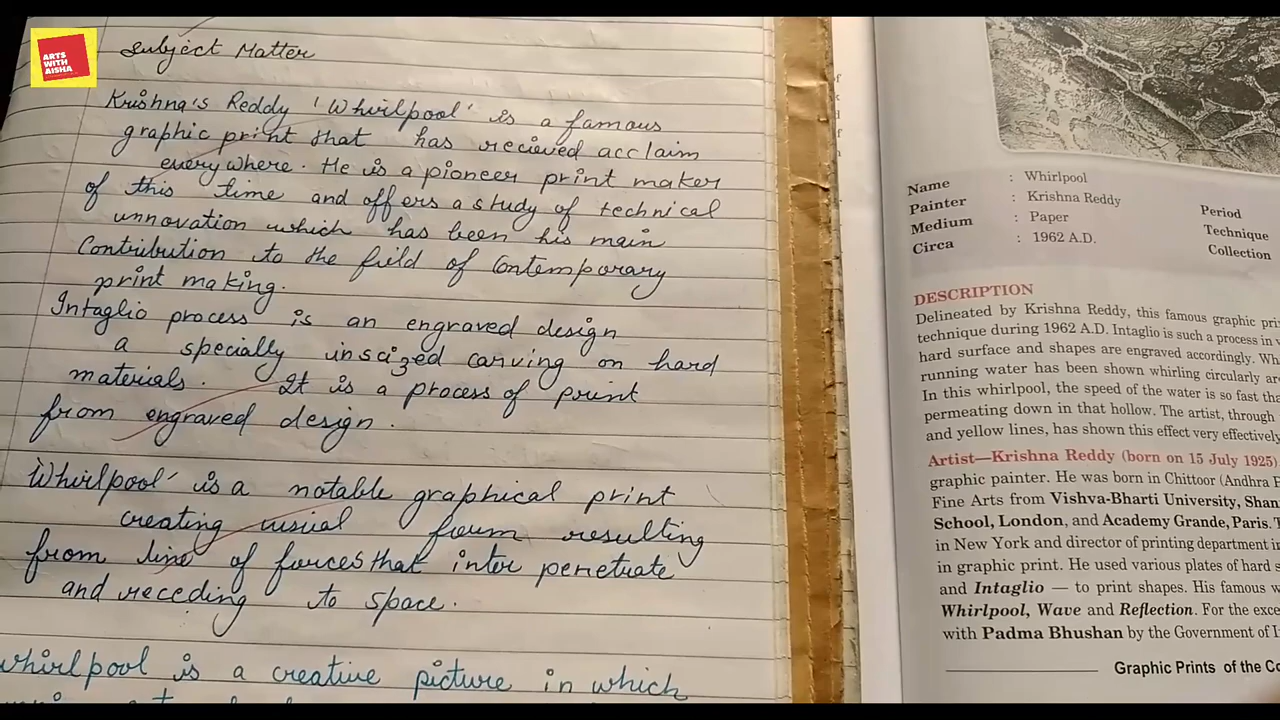 ARTS
WITH
AISHA
Subject Matter
Krishna's Reddy 'Whirlpool' is a famous
graphic print that has recieved acclaim
everywhere. He is a pioneer print maker
of this time and offers a study of technical
unnovation which has been his main
Contribution to the field of Contemporary
print making.
Intaglio process is an engraved design
a specially inscized carving on hard
materials. It is a process of print
from engraved design.
'Whirlpool' is a notable graphical print
creating visual form resulting
from line of forces that inter penetrate
and receding to space.
whirlpool is a creative picture in which
Name : Whirlpool
Painter : Krishna Reddy
Medium : Paper
Circa : 1962 A.D.
Period
Technique
Collection
DESCRIPTION
Delineated by Krishna Reddy, this famous graphic pri
technique during 1962 A.D. Intaglio is such a process in
hard surface and shapes are engraved accordingly. Wh
running water has been shown whirling circularly ar
In this whirlpool, the speed of the water is so fast tha
permeating down in that hollow. The artist, through
and yellow lines, has shown this effect very effectively
Artist—Krishna Reddy (born on 15 July 1925)
graphic painter. He was born in Chittoor (Andhra P
Fine Arts from Vishva-Bharti University, Shan
School, London, and Academy Grande, Paris.
in New York and director of printing department in
in graphic print. He used various plates of hard s
and Intaglio — to print shapes. His famous w
Whirlpool, Wave and Reflection. For the exce
with Padma Bhushan by the Government of I
Graphic Prints of the Co